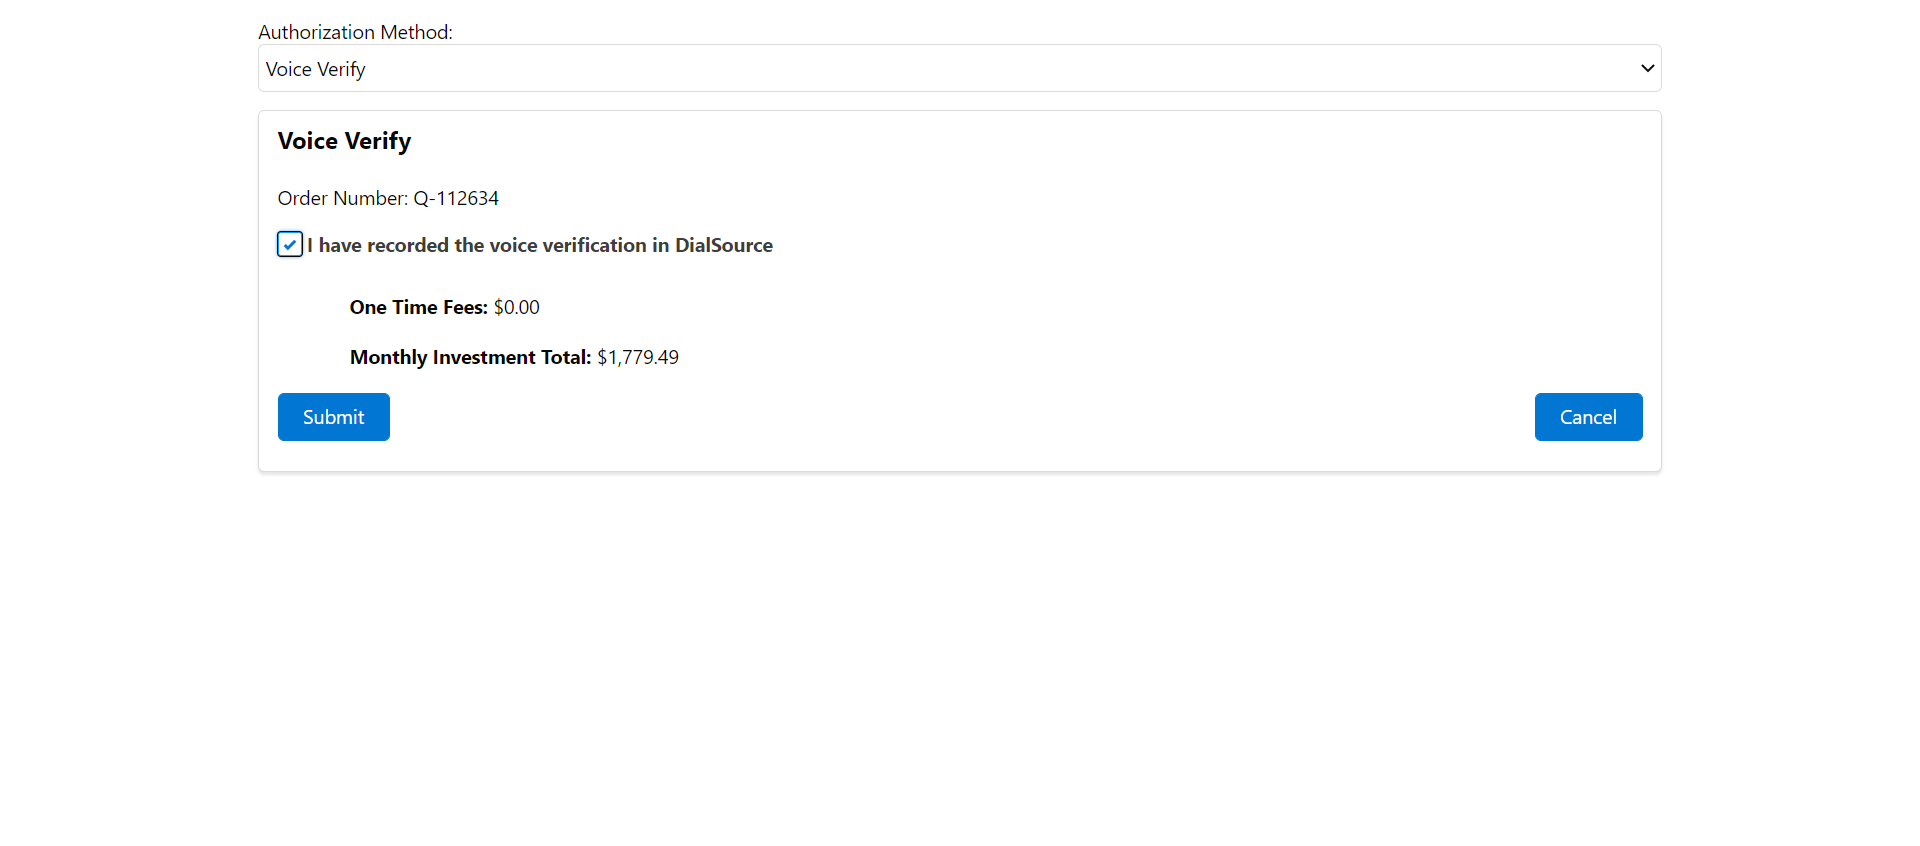 Authorization Method:
Voice Verify
Voice Verify
Order Number: Q-112634
I have recorded the voice verification in DialSource
One Time Fees: $0.00
Monthly Investment Total: $1,779.49
Submit
Cancel